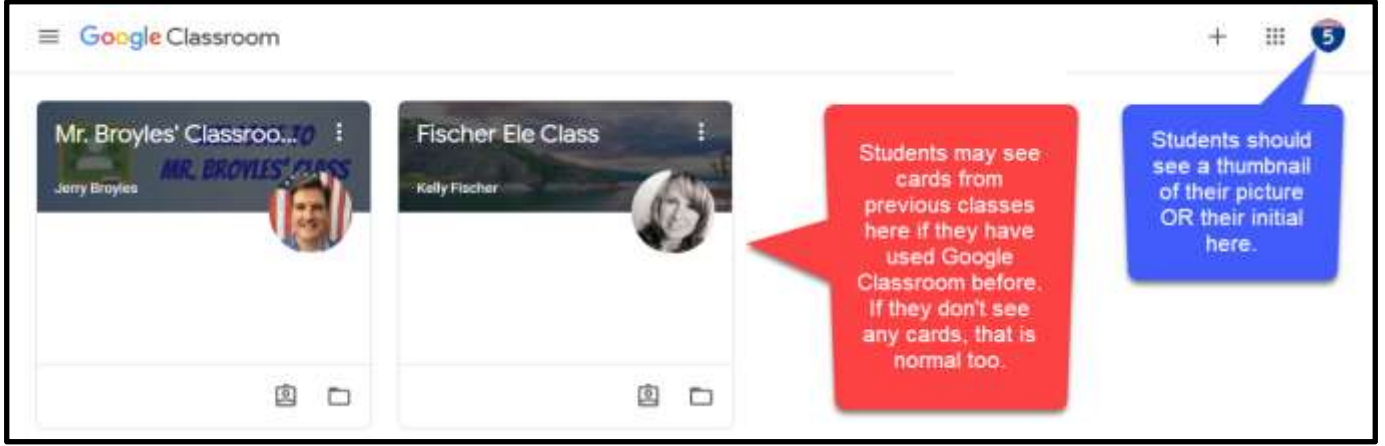 Google Classroom
5
Mr. Broyles' Classroo...
TO
MR. BROYLES' CLASS
Jerry Broyles
Fischer Ele Class
Kelly Fischer
Students may see
cards from
previous classes
here if they have
used Google
Classroom before.
If they don't see
any cards, that is
normal too.
Students should
see a thumbnail
of their picture
OR their initial
here.